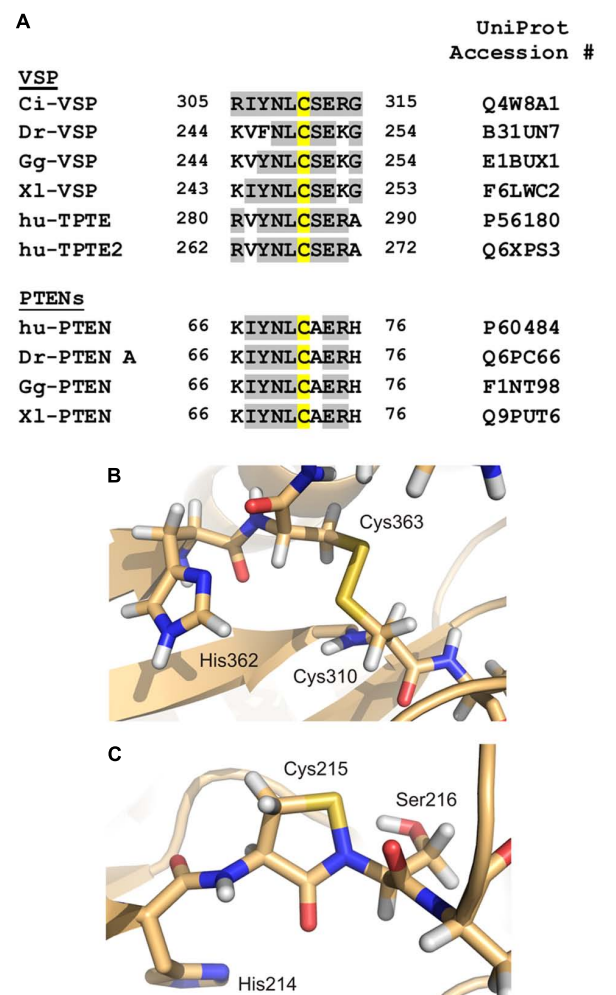 A
UniProt
Accession #
VSP
Ci-VSP 305 RIYNLCSERG 315 Q4W8A1
Dr-VSP 244 KVFNLCSEKG 254 B31UN7
Gg-VSP 244 KVYNLCSEKG 254 E1BUX1
Xl-VSP 243 KIYNLCSEKG 253 F6LWC2
hu-TPTE 280 RVYNLCSERA 290 P56180
hu-TPTE2 262 RVYNLCSERA 272 Q6XPS3
PTENs
hu-PTEN 66 KIYNLCAERH 76 P60484
Dr-PTEN A 66 KIYNLCAERH 76 Q6PC66
Gg-PTEN 66 KIYNLCAERH 76 F1NT98
Xl-PTEN 66 KIYNLCAERH 76 Q9PUT6
B
Cys363
His362
Cys310
C
Cys215
Ser216
His214